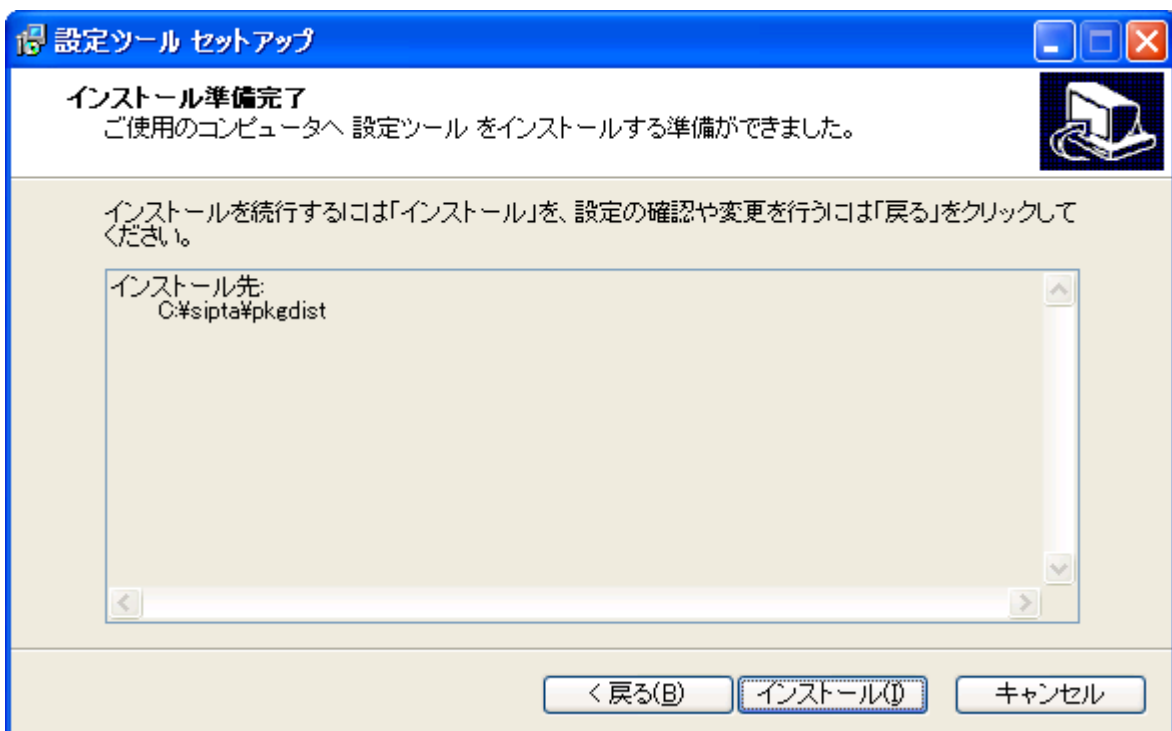 設定ツール セットアップ
インストール準備完了
ご使用のコンピュータへ 設定ツール をインストールする準備ができました。
インストールを続行するには「インストール」を、設定の確認や変更を行うには「戻る」をクリックして
ください。
インストール先:
C:¥sipta¥pkgdist
< 戻る(B)
インストール(I)
キャンセル